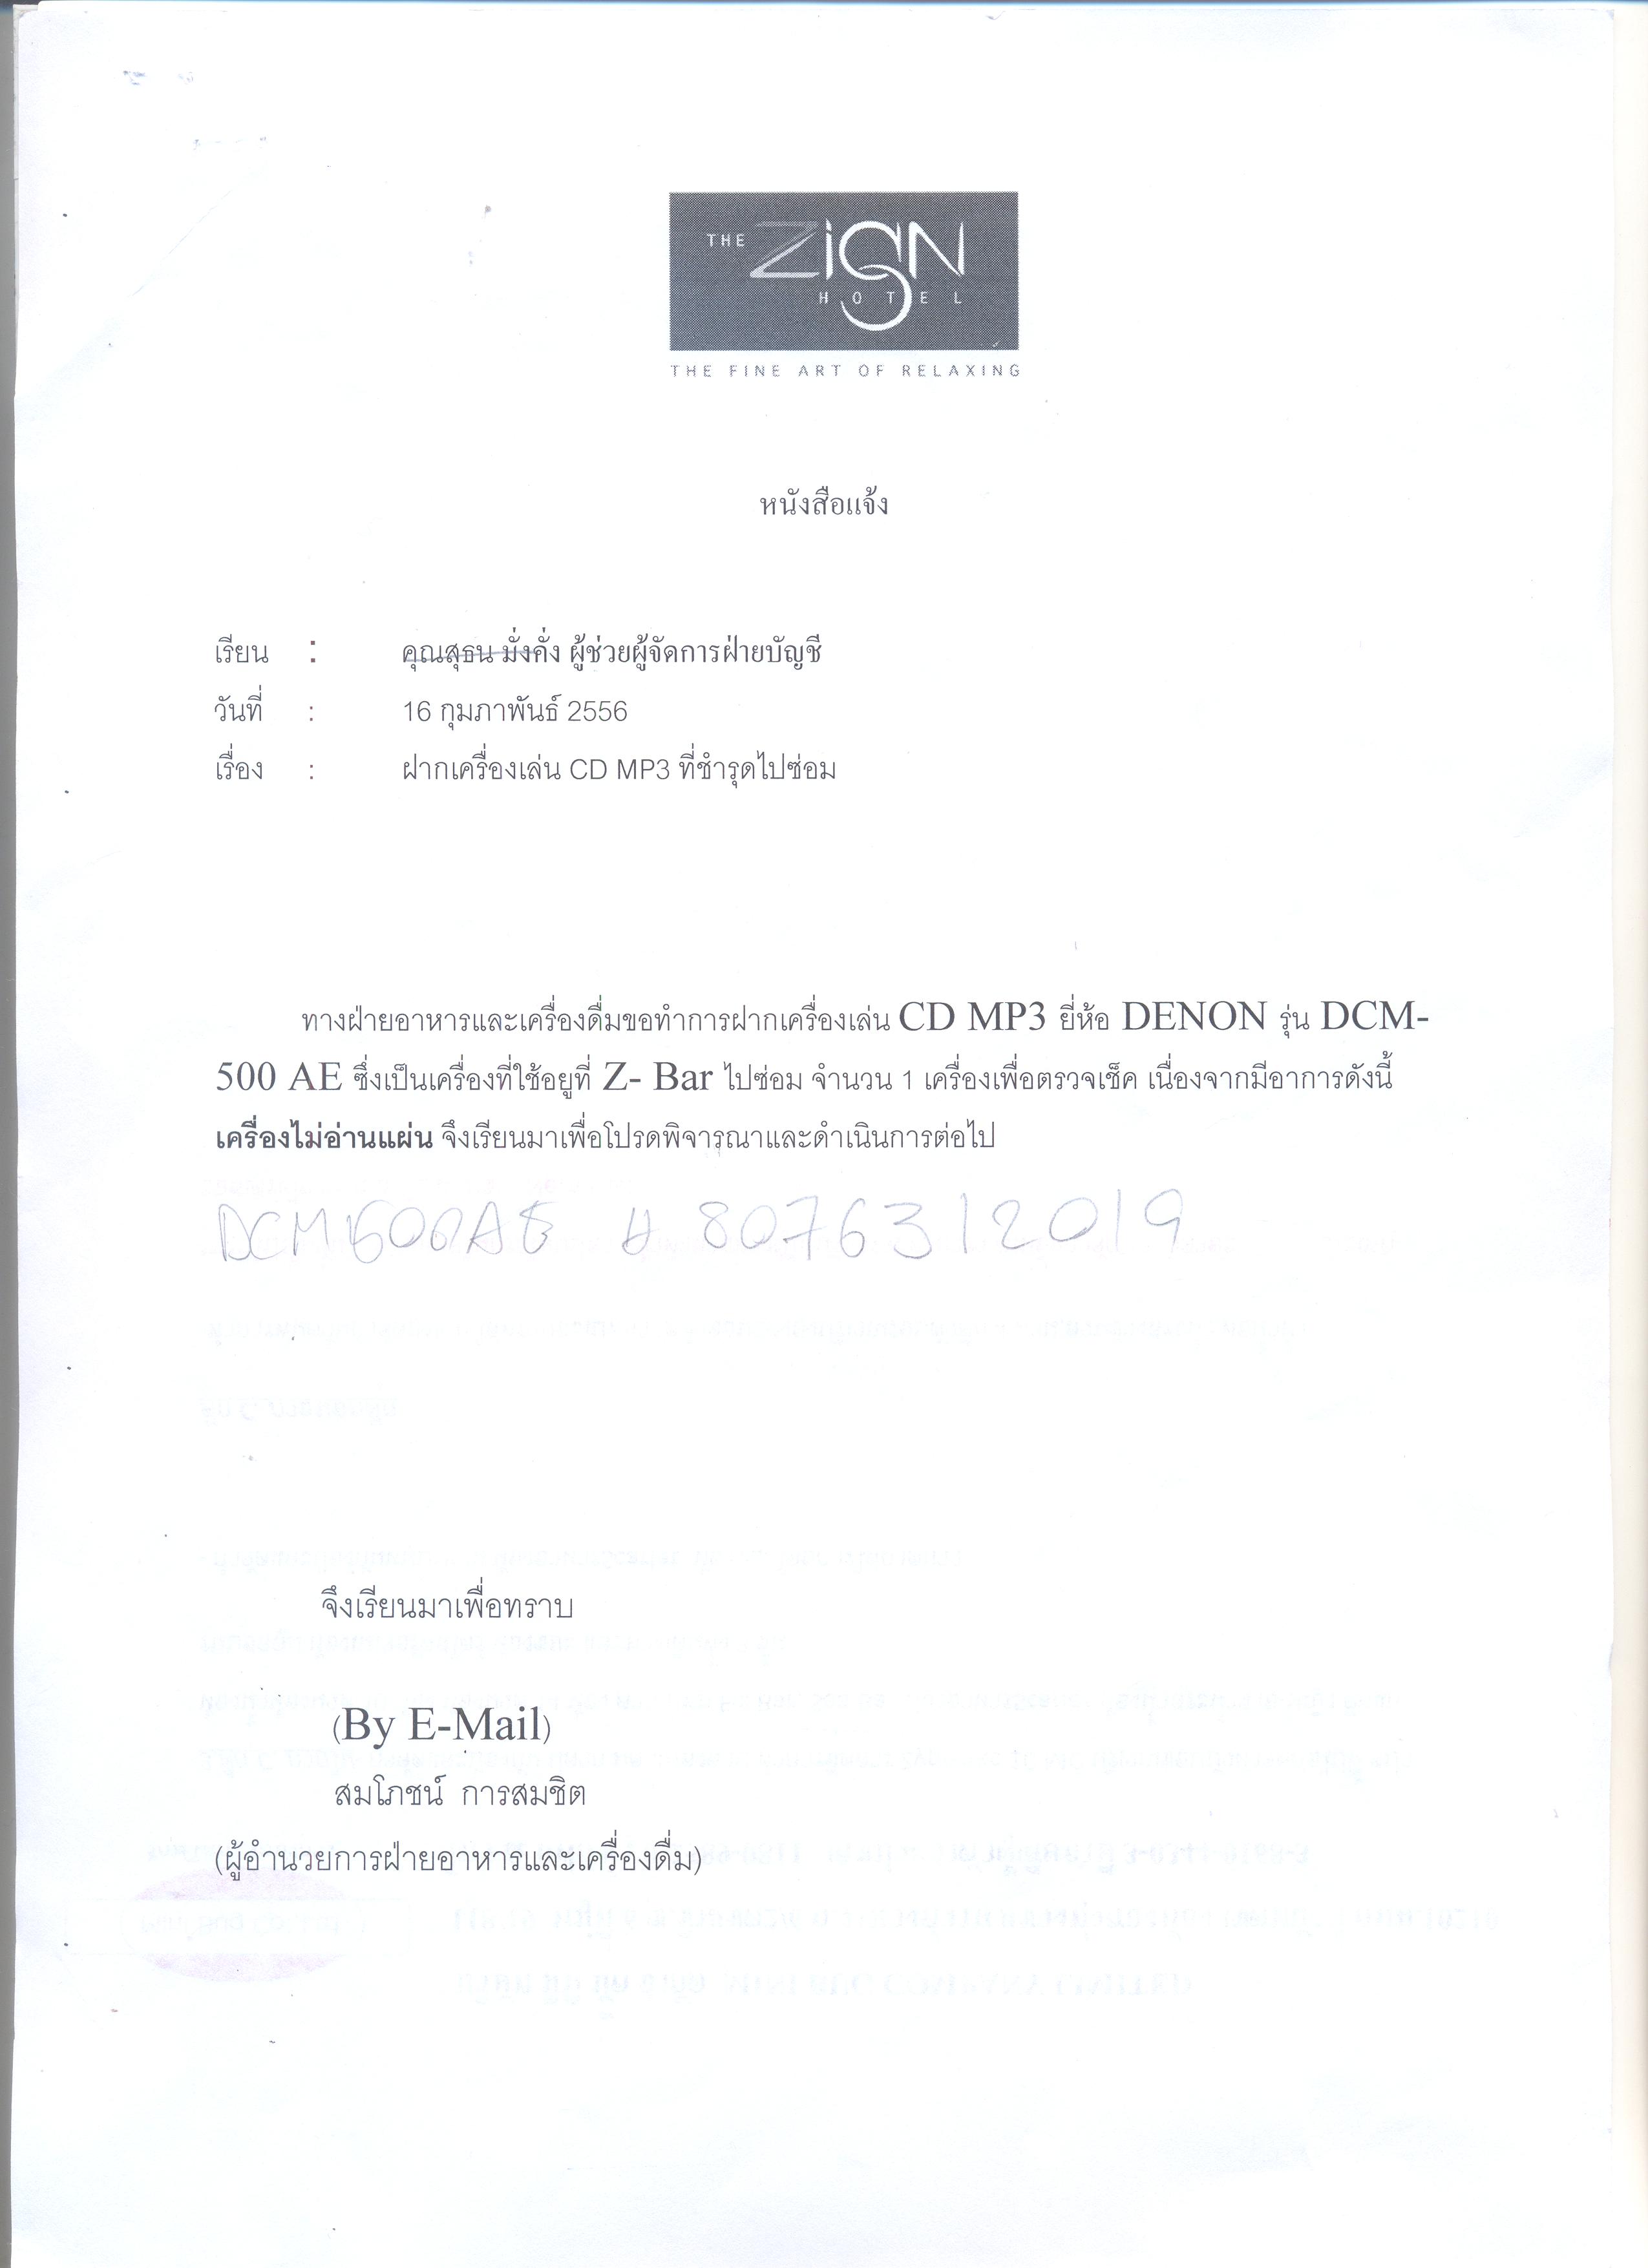 THE ZIGN
HOTEL
THE FINE ART OF RELAXING
หนังสือแจ้ง
เรียน : คุณสุธน มั่งคั่ง ผู้ช่วยผู้จัดการฝ่ายบัญชี
วันที่ : 16 กุมภาพันธ์ 2556
เรื่อง : ฝากเครื่องเล่น CD MP3 ที่ชำรุดไปซ่อม
ทางฝ่ายอาหารและเครื่องดื่มขอทำการฝากเครื่องเล่น CD MP3 ยี่ห้อ DENON รุ่น DCM-
500 AE ซึ่งเป็นเครื่องที่ใช้อยู่ที่ Z- Bar ไปซ่อม จำนวน 1 เครื่องเพื่อตรวจเช็ค เนื่องจากมีอาการดังนี้
เครื่องไม่อ่านแผ่น จึงเรียนมาเพื่อโปรดพิจารณาและดำเนินการต่อไป
DCM500AE # 8076312019
จึงเรียนมาเพื่อทราบ
(By E-Mail)
สมโภชน์ การสมชิต
(ผู้อำนวยการฝ่ายอาหารและเครื่องดื่ม)